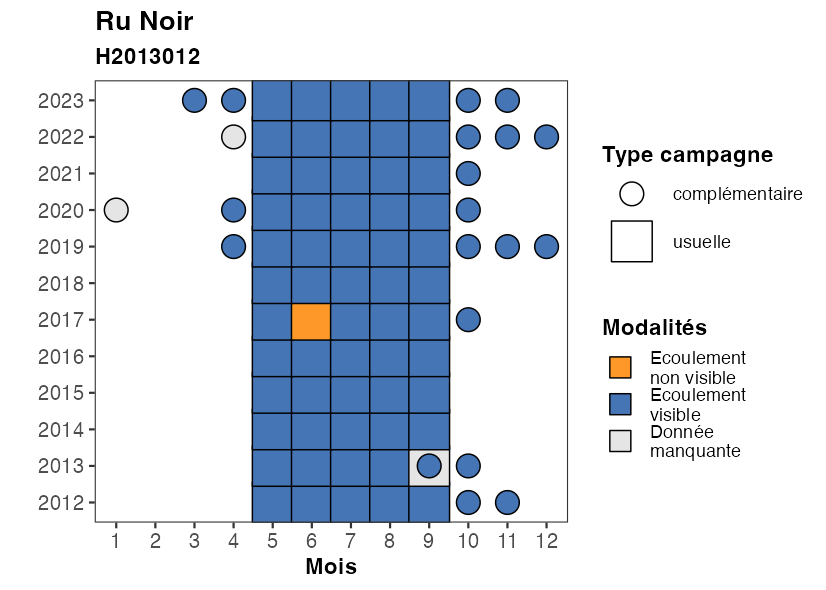 Ru Noir
H2013012
2023
2022
2021
2020
2019
2018
2017
2016
2015
2014
2013
2012
1 2 3 4 5 6 7 8 9 10 11 12
Mois
Type campagne
complémentaire
usuelle
Modalités
Ecoulement
non visible
Ecoulement
visible
Donnée
manquante